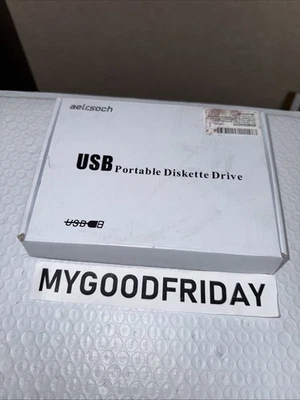 aelrsoch
USB Portable Diskette Drive
USB
MYGOODFRIDAY